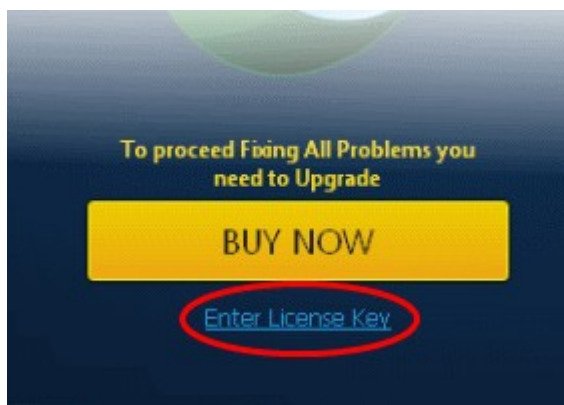 To proceed Fixing All Problems you
need to Upgrade
BUY NOW
Enter License Key